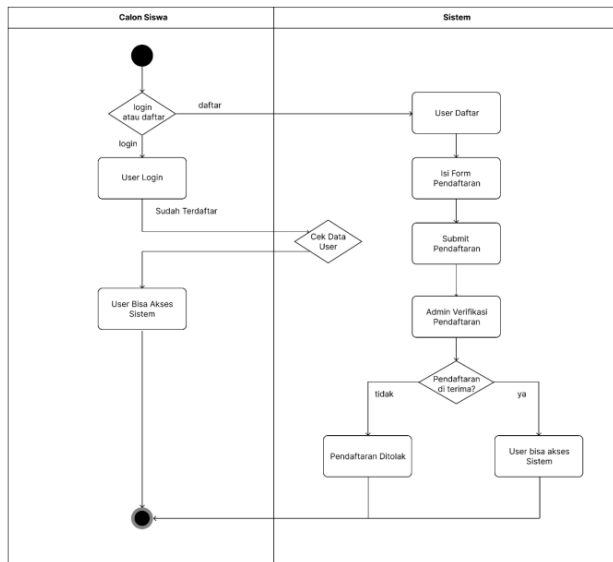 Calon Siswa
Sistem
login
atau daftar
daftar
User Daftar
login
User Login
Isi Form
Pendaftaran
Sudah Terdaftar
Cek Data
User
Submit
Pendaftaran
User Bisa Akses
Sistem
Admin Verifikasi
Pendaftaran
Pendaftaran
di terima?
tidak
ya
Pendaftaran Ditolak
User bisa akses
Sistem